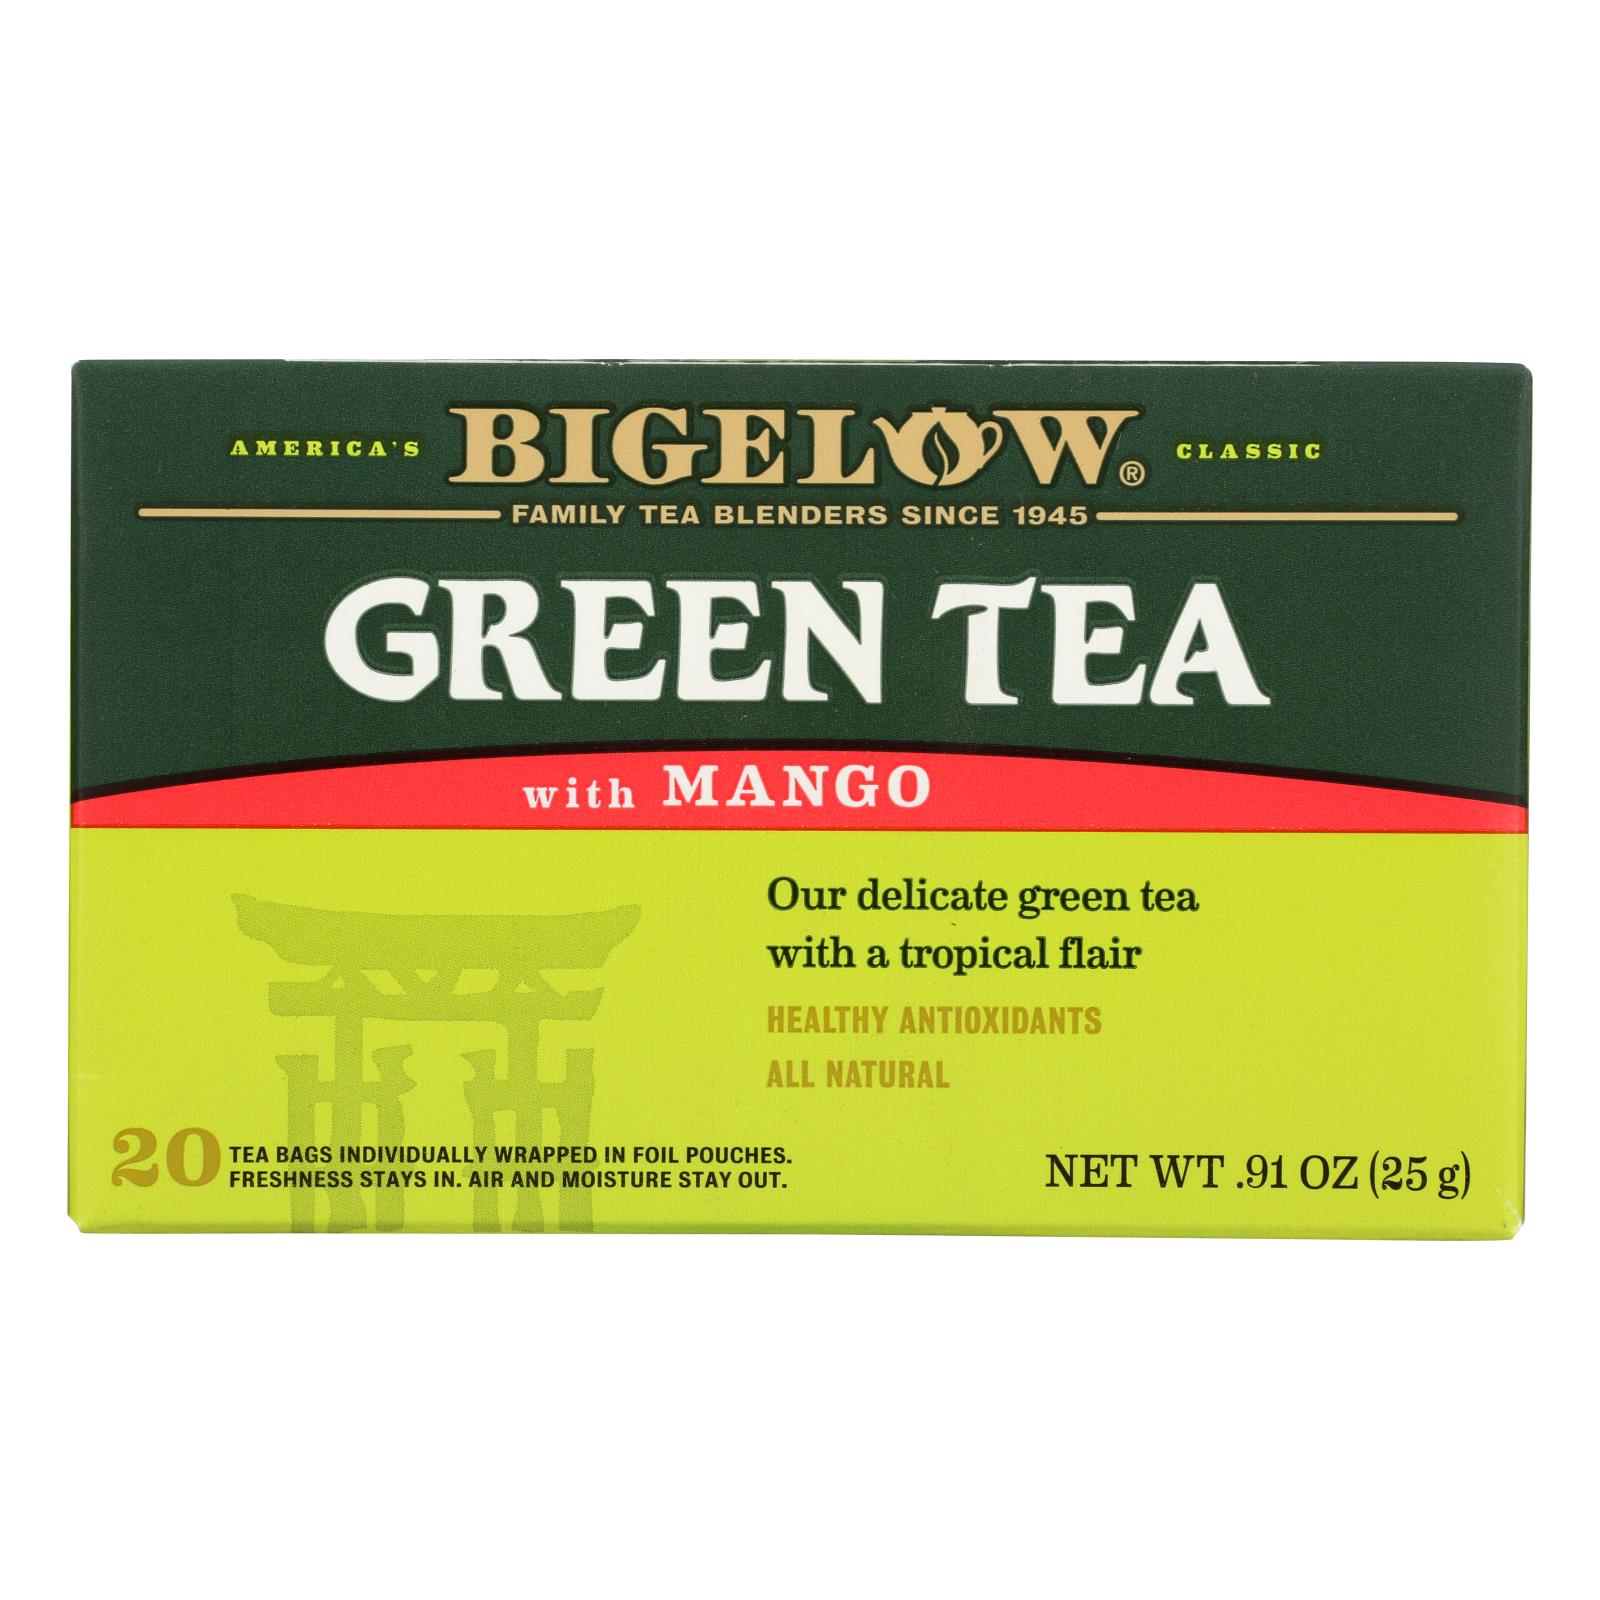 AMERICA'S BIGELOW® CLASSIC
FAMILY TEA BLENDERS SINCE 1945
GREEN TEA
with MANGO
Our delicate green tea
with a tropical flair
HEALTHY ANTIOXIDANTS
ALL NATURAL
20 TEA BAGS INDIVIDUALLY WRAPPED IN FOIL POUCHES.
FRESHNESS STAYS IN. AIR AND MOISTURE STAY OUT.
NET WT .91 OZ (25 g)